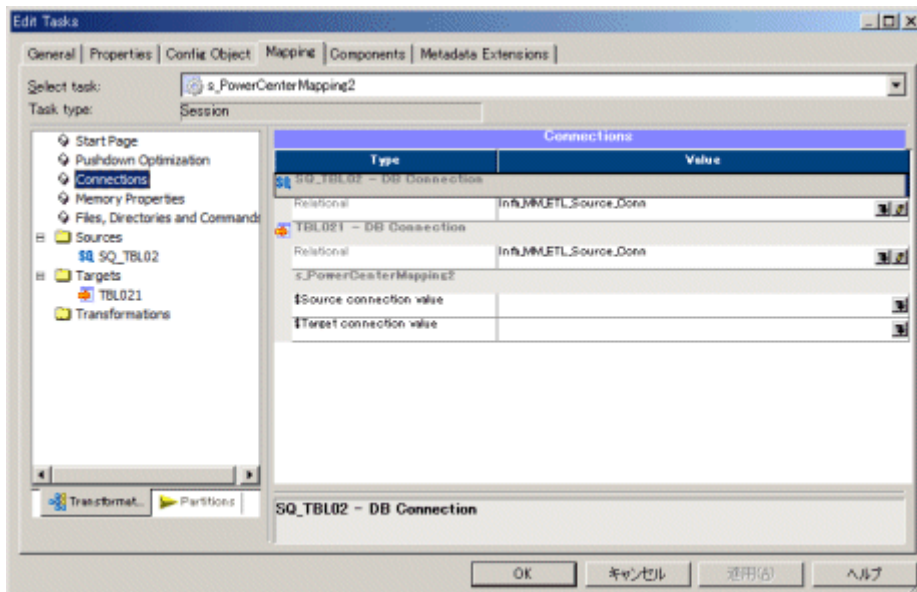 Edit Tasks
General | Properties | Config Object | Mapping | Components | Metadata Extensions
Select task: s_PowerCenterMapping2
Task type: Session
Start Page
Pushdown Optimization
Connections
Memory Properties
Files, Directories and Commands
Sources
SQ_TBL02
Targets
TBL021
Transformations
Transformat...
Partitions
Connections
Type Value
SQ_TBL02 - DB Connection
Relational Infa_MM_ETL_Source_Conn
TBL021 - DB Connection
Relational Infa_MM_ETL_Source_Conn
s_PowerCenterMapping2
$Source connection value
$Target connection value
SQ_TBL02 - DB Connection
OK キャンセル 適用(A) ヘルプ